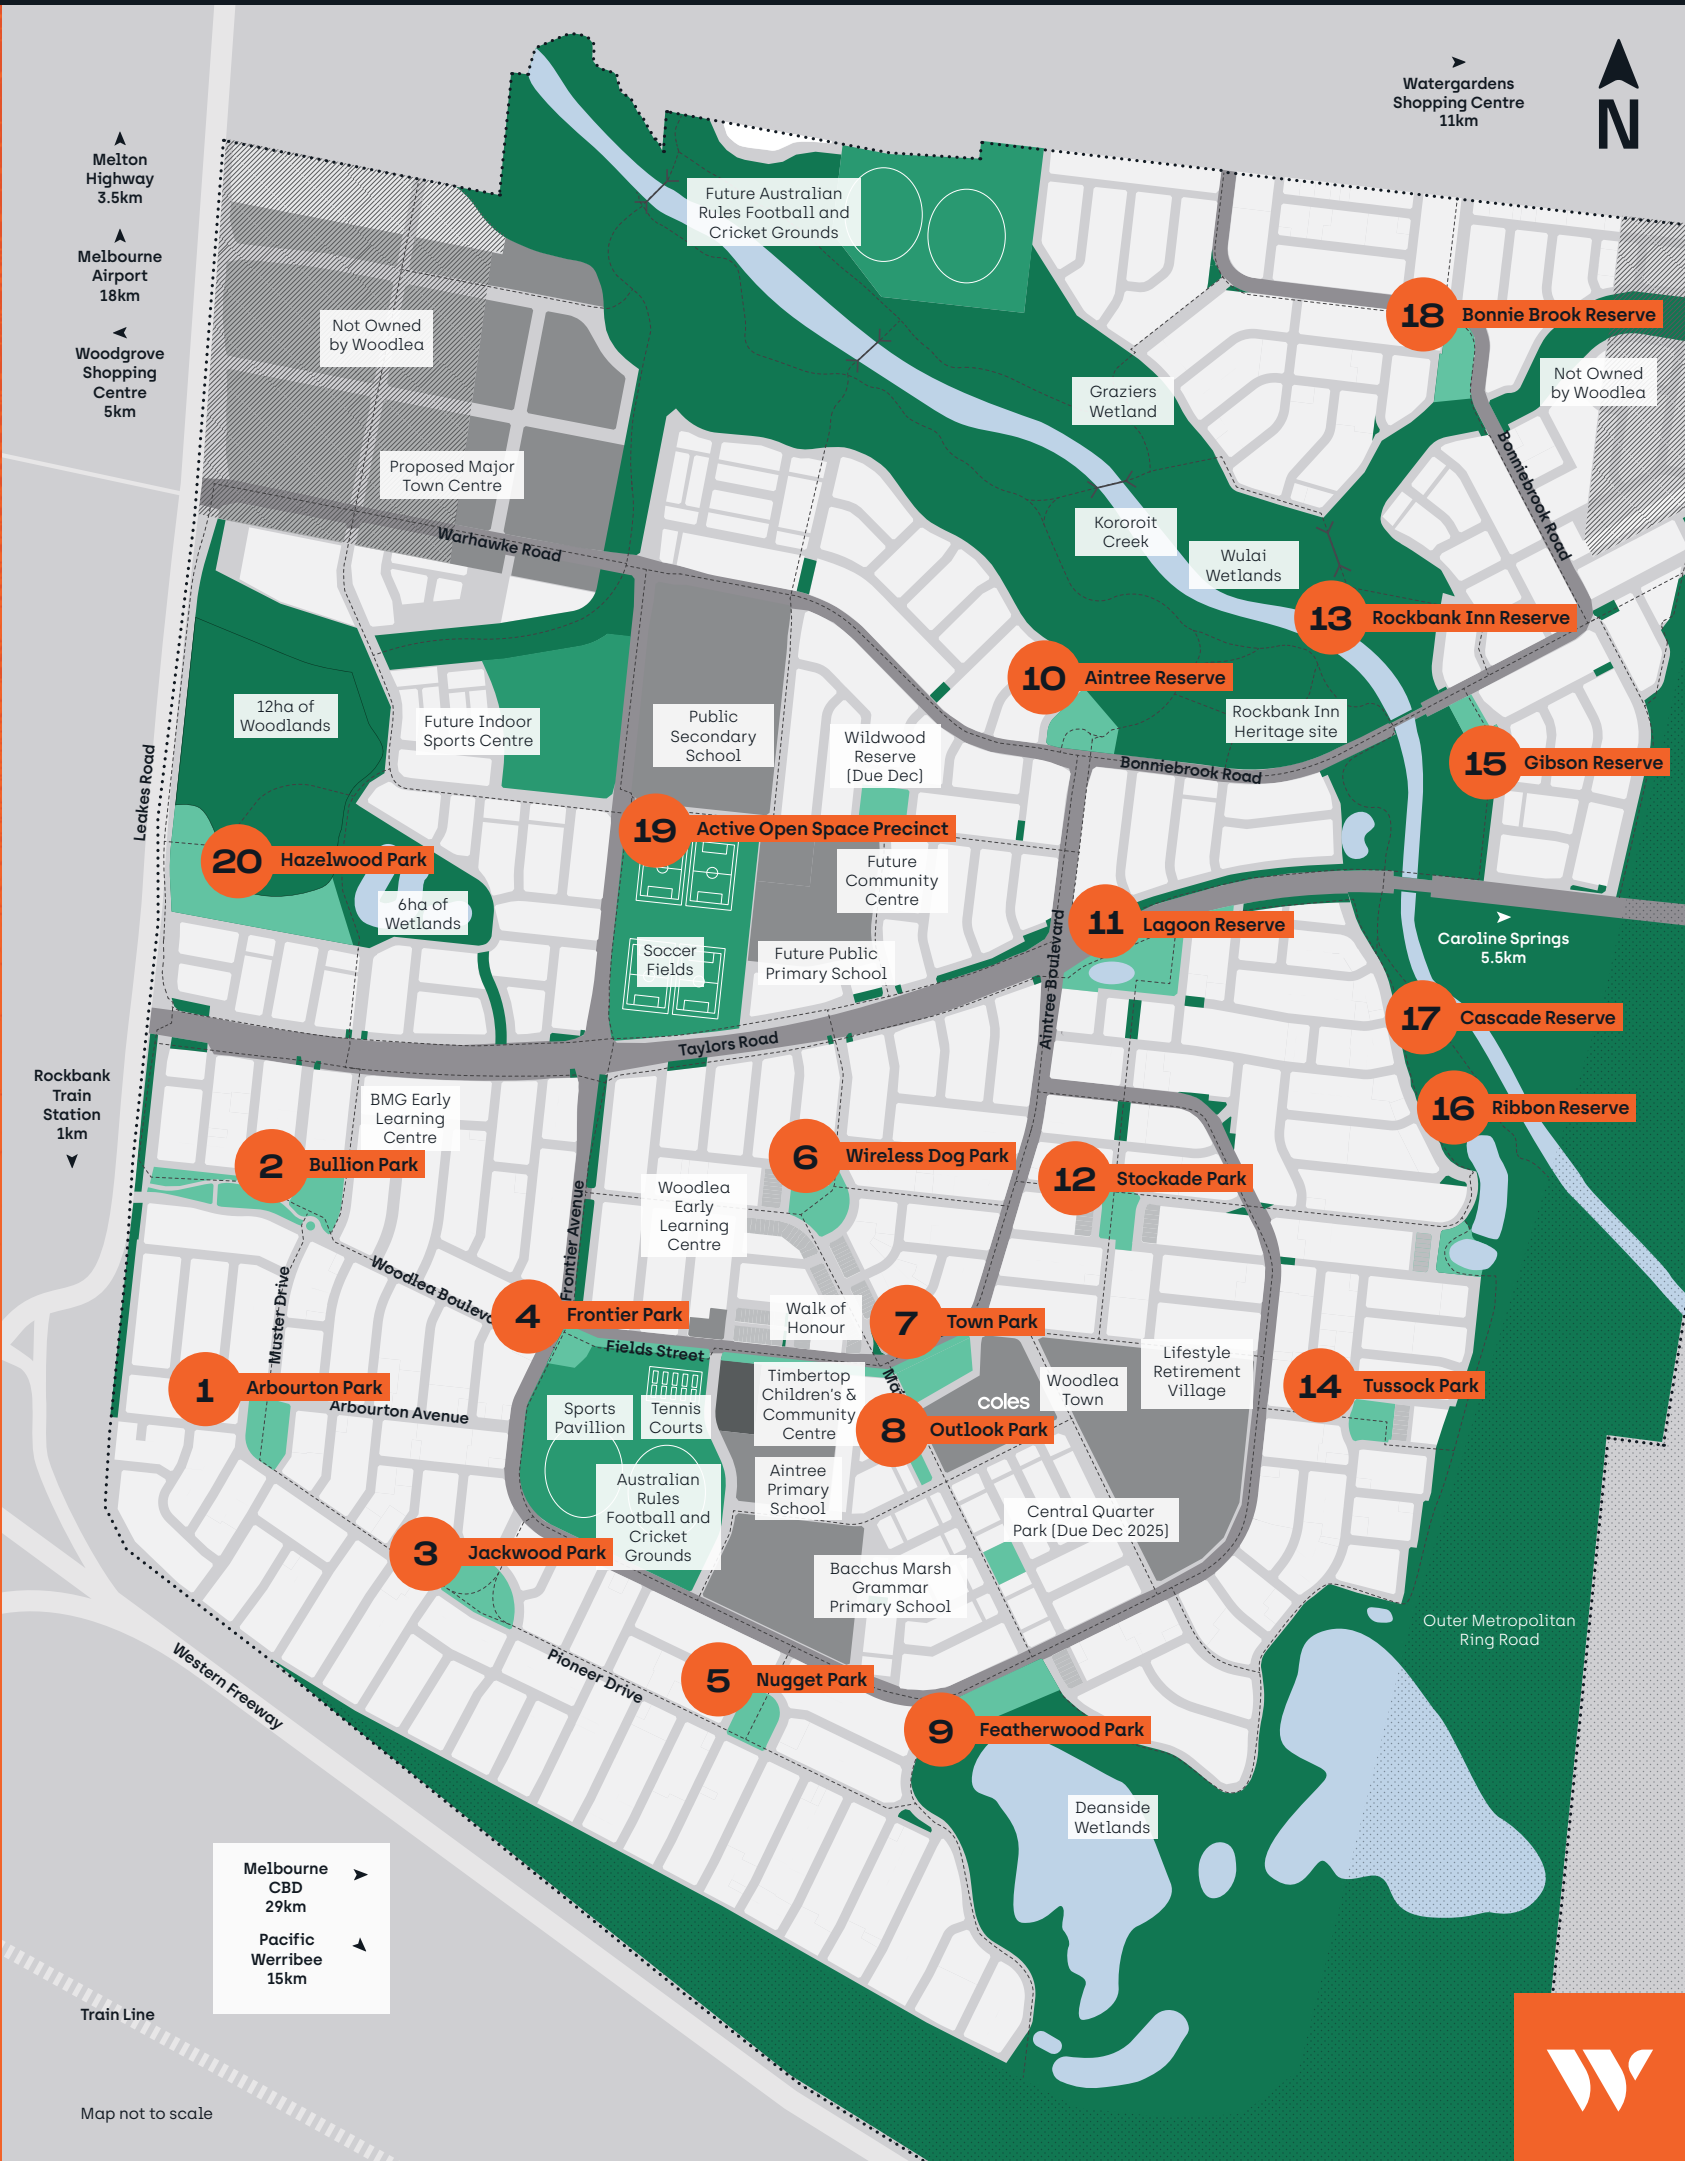 Watergardens
Shopping Centre
11km
N
Melton
Highway
3.5km
Melbourne
Airport
18km
Woodgrove
Shopping
Centre
5km
Future Australian
Rules Football and
Cricket Grounds
18
Bonnie Brook Reserve
Not Owned
by Woodlea
Not Owned
by Woodlea
Graziers
Wetland
Proposed Major
Town Centre
Bonniebrook Road
Warhawke Road
Kororoit
Creek
Wulai
Wetlands
13
Rockbank Inn Reserve
10
Aintree Reserve
12ha of
Woodlands
Future Indoor
Sports Centre
Public
Secondary
School
Wildwood
Reserve
(Due Dec)
Rockbank Inn
Heritage site
Bonniebrook Road
15
Gibson Reserve
Leakes Road
19
Active Open Space Precinct
20
Hazelwood Park
6ha of
Wetlands
Future
Community
Centre
11
Lagoon Reserve
Caroline Springs
5.5km
Soccer
Fields
Future Public
Primary School
Aintree Boulevard
17
Cascade Reserve
Taylors Road
Rockbank
Train
Station
1km
BMG Early
Learning
Centre
16
Ribbon Reserve
2
Bullion Park
6
Wireless Dog Park
12
Stockade Park
Woodlea
Early
Learning
Centre
Frontier Avenue
Woodlea Bouleva
Muster Drive
4
Frontier Park
Walk of
Honour
7
Town Park
Fields Street
Lifestyle
Retirement
Village
1
Arbourton Park
Arbourton Avenue
Timbertop
Children's &
Community
Centre
Mai
coles
Woodlea
Town
14
Tussock Park
Sports
Pavillion
Tennis
Courts
8
Outlook Park
Aintree
Primary
School
Australian
Rules
Football and
Cricket
Grounds
Central Quarter
Park (Due Dec 2025)
3
Jackwood Park
Bacchus Marsh
Grammar
Primary School
Outer Metropolitan
Ring Road
Western Freeway
Pioneer Drive
5
Nugget Park
9
Featherwood Park
Deanside
Wetlands
Melbourne
CBD
29km
Pacific
Werribee
15km
Train Line
Map not to scale